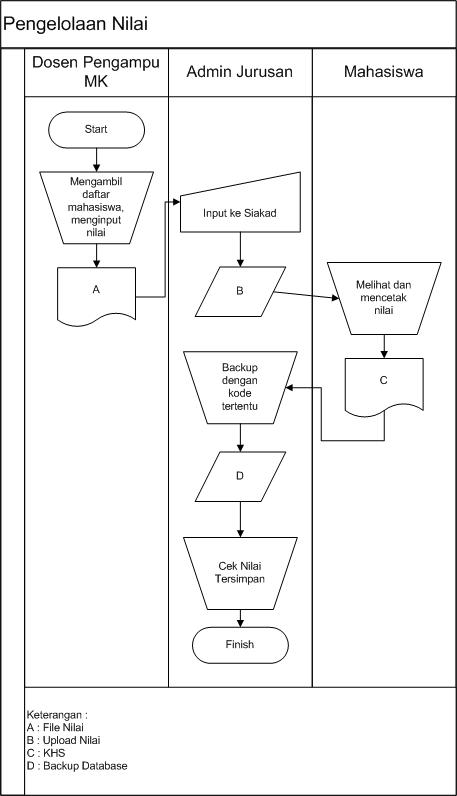 Pengelolaan Nilai
Dosen Pengampu
MK
Admin Jurusan
Mahasiswa
Start
Mengambil
daftar
mahasiswa,
menginput
nilai
A
Input ke Siakad
B
Melihat dan
mencetak
nilai
C
Backup
dengan
kode
tertentu
D
Cek Nilai
Tersimpan
Finish
Keterangan :
A : File Nilai
B : Upload Nilai
C : KHS
D : Backup Database